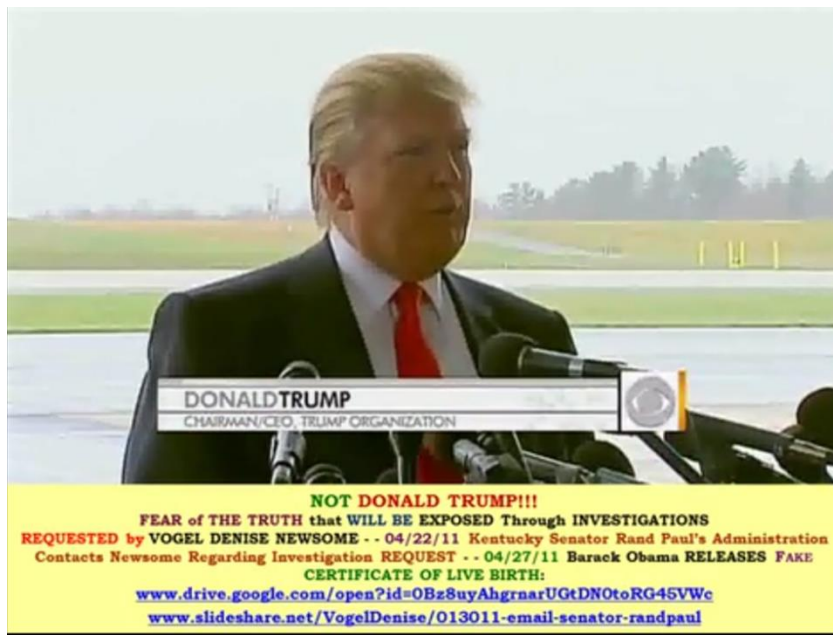 DONALDTRUMP
CHAIRMAN/CEO, TRUMP ORGANIZATION
NOT DONALD TRUMP!!!
FEAR of THE TRUTH that WILL BE EXPOSED Through INVESTIGATIONS
REQUESTED by VOGEL DENISE NEWSOME - - 04/22/11 Kentucky Senator Rand Paul's Administration
Contacts Newsome Regarding Investigation REQUEST - - 04/27/11 Barack Obama RELEASES FAKE
CERTIFICATE OF LIVE BIRTH:
www.drive.google.com/open?id=0Bz8uyAhgrnarUGtDN0toRG45VWc
www.slideshare.net/VogelDenise/013011-email-senator-randpaul